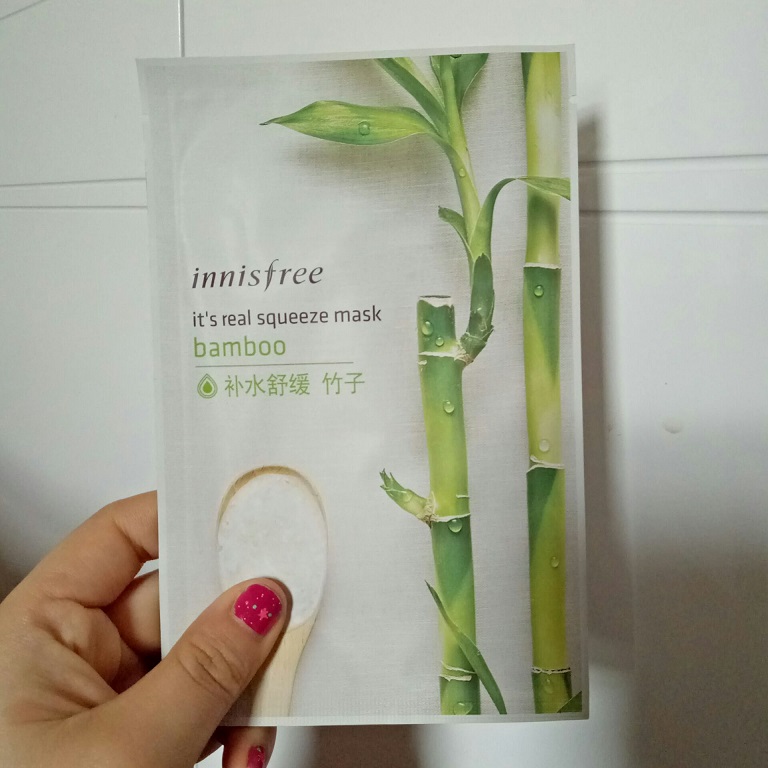 innisfree
it's real squeeze mask
bamboo
补水舒缓 竹子